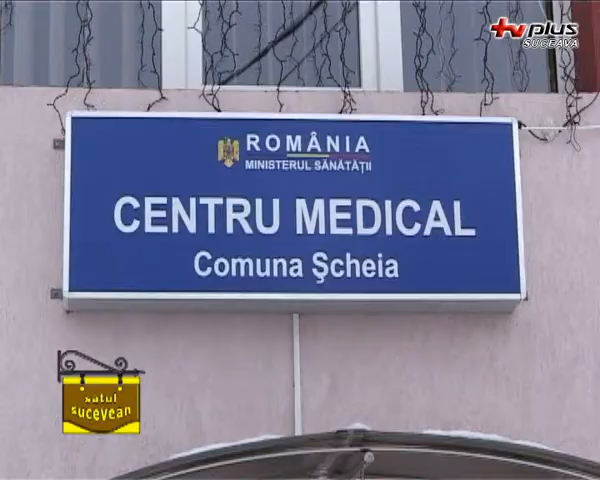 tv plus
SUCEAVA
ROMÂNIA
MINISTERUL SĂNĂTĂȚII
CENTRU MEDICAL
Comuna Şcheia
satul
sucevean